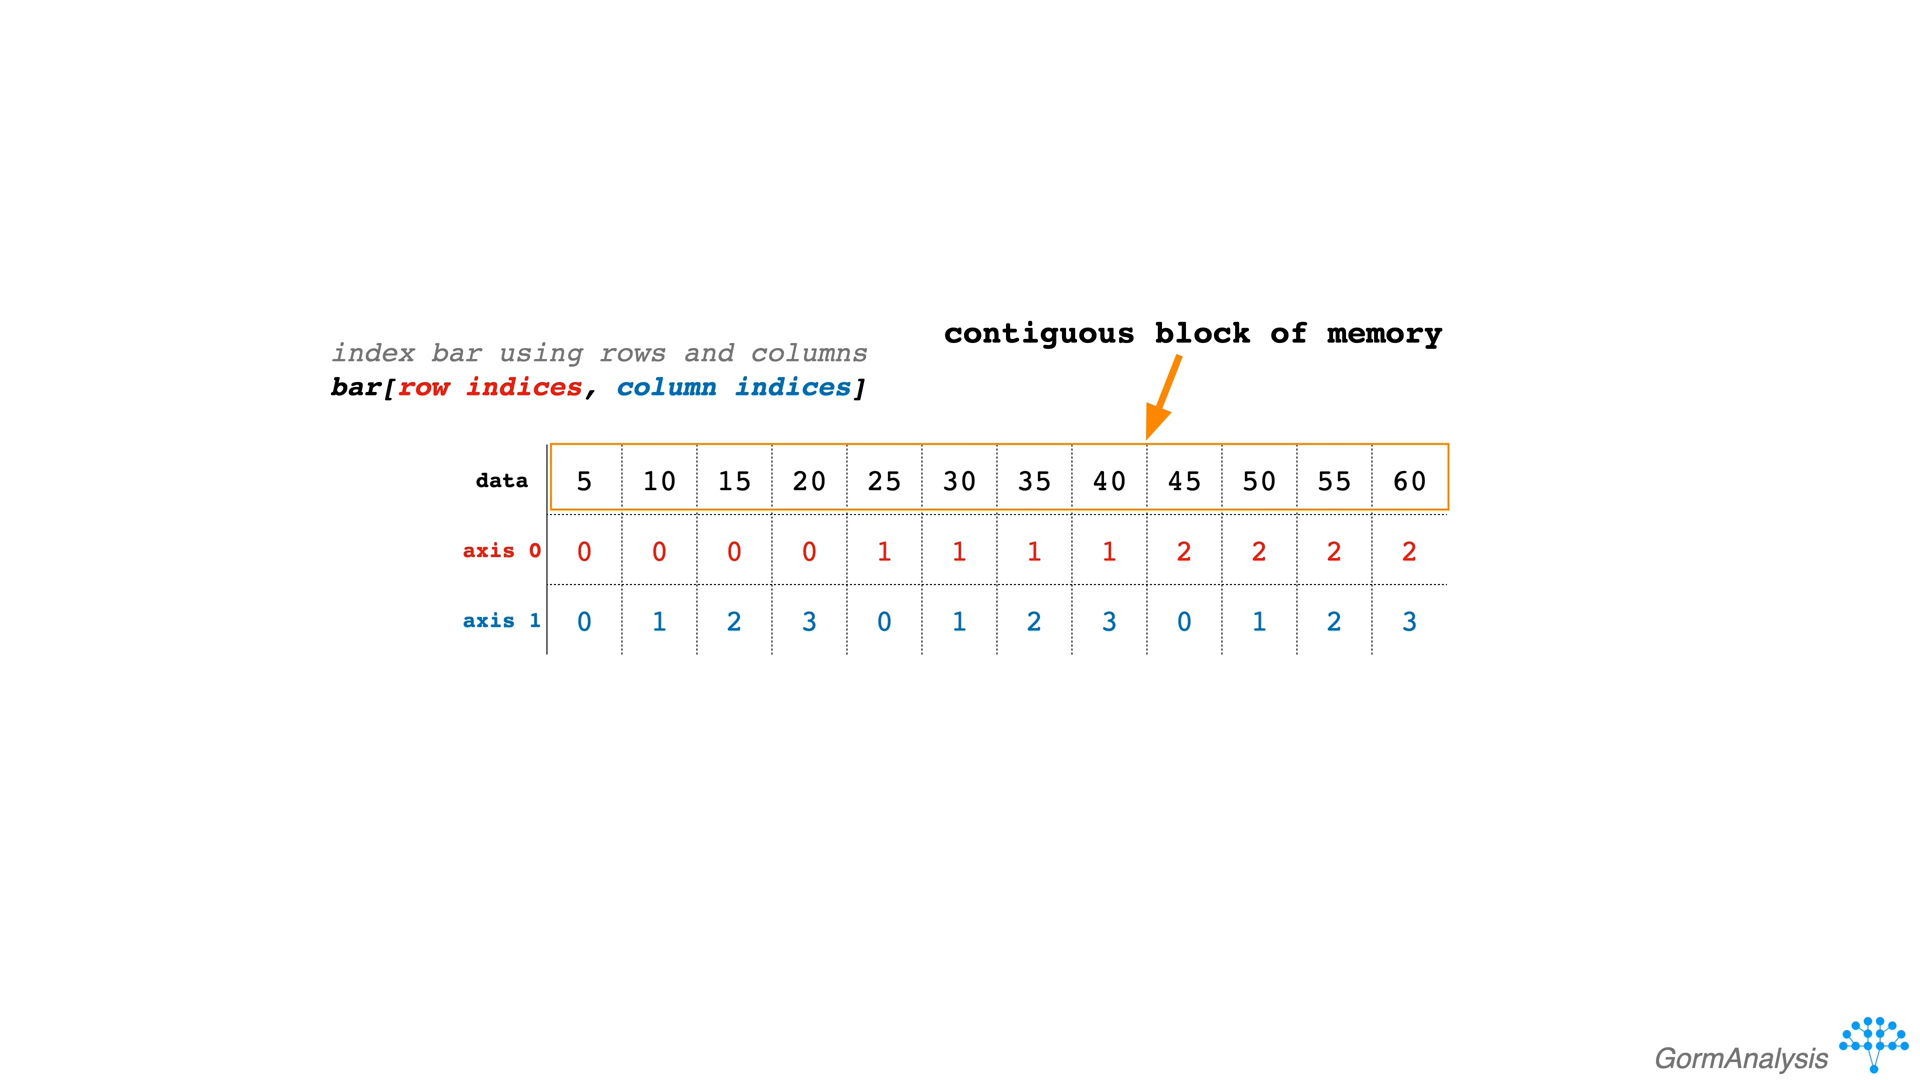 contiguous block of memory
index bar using rows and columns
bar[row indices, column indices]
data 5 10 15 20 25 30 35 40 45 50 55 60
axis 0 0 0 0 0 1 1 1 1 2 2 2 2
axis 1 0 1 2 3 0 1 2 3 0 1 2 3
GormAnalysis